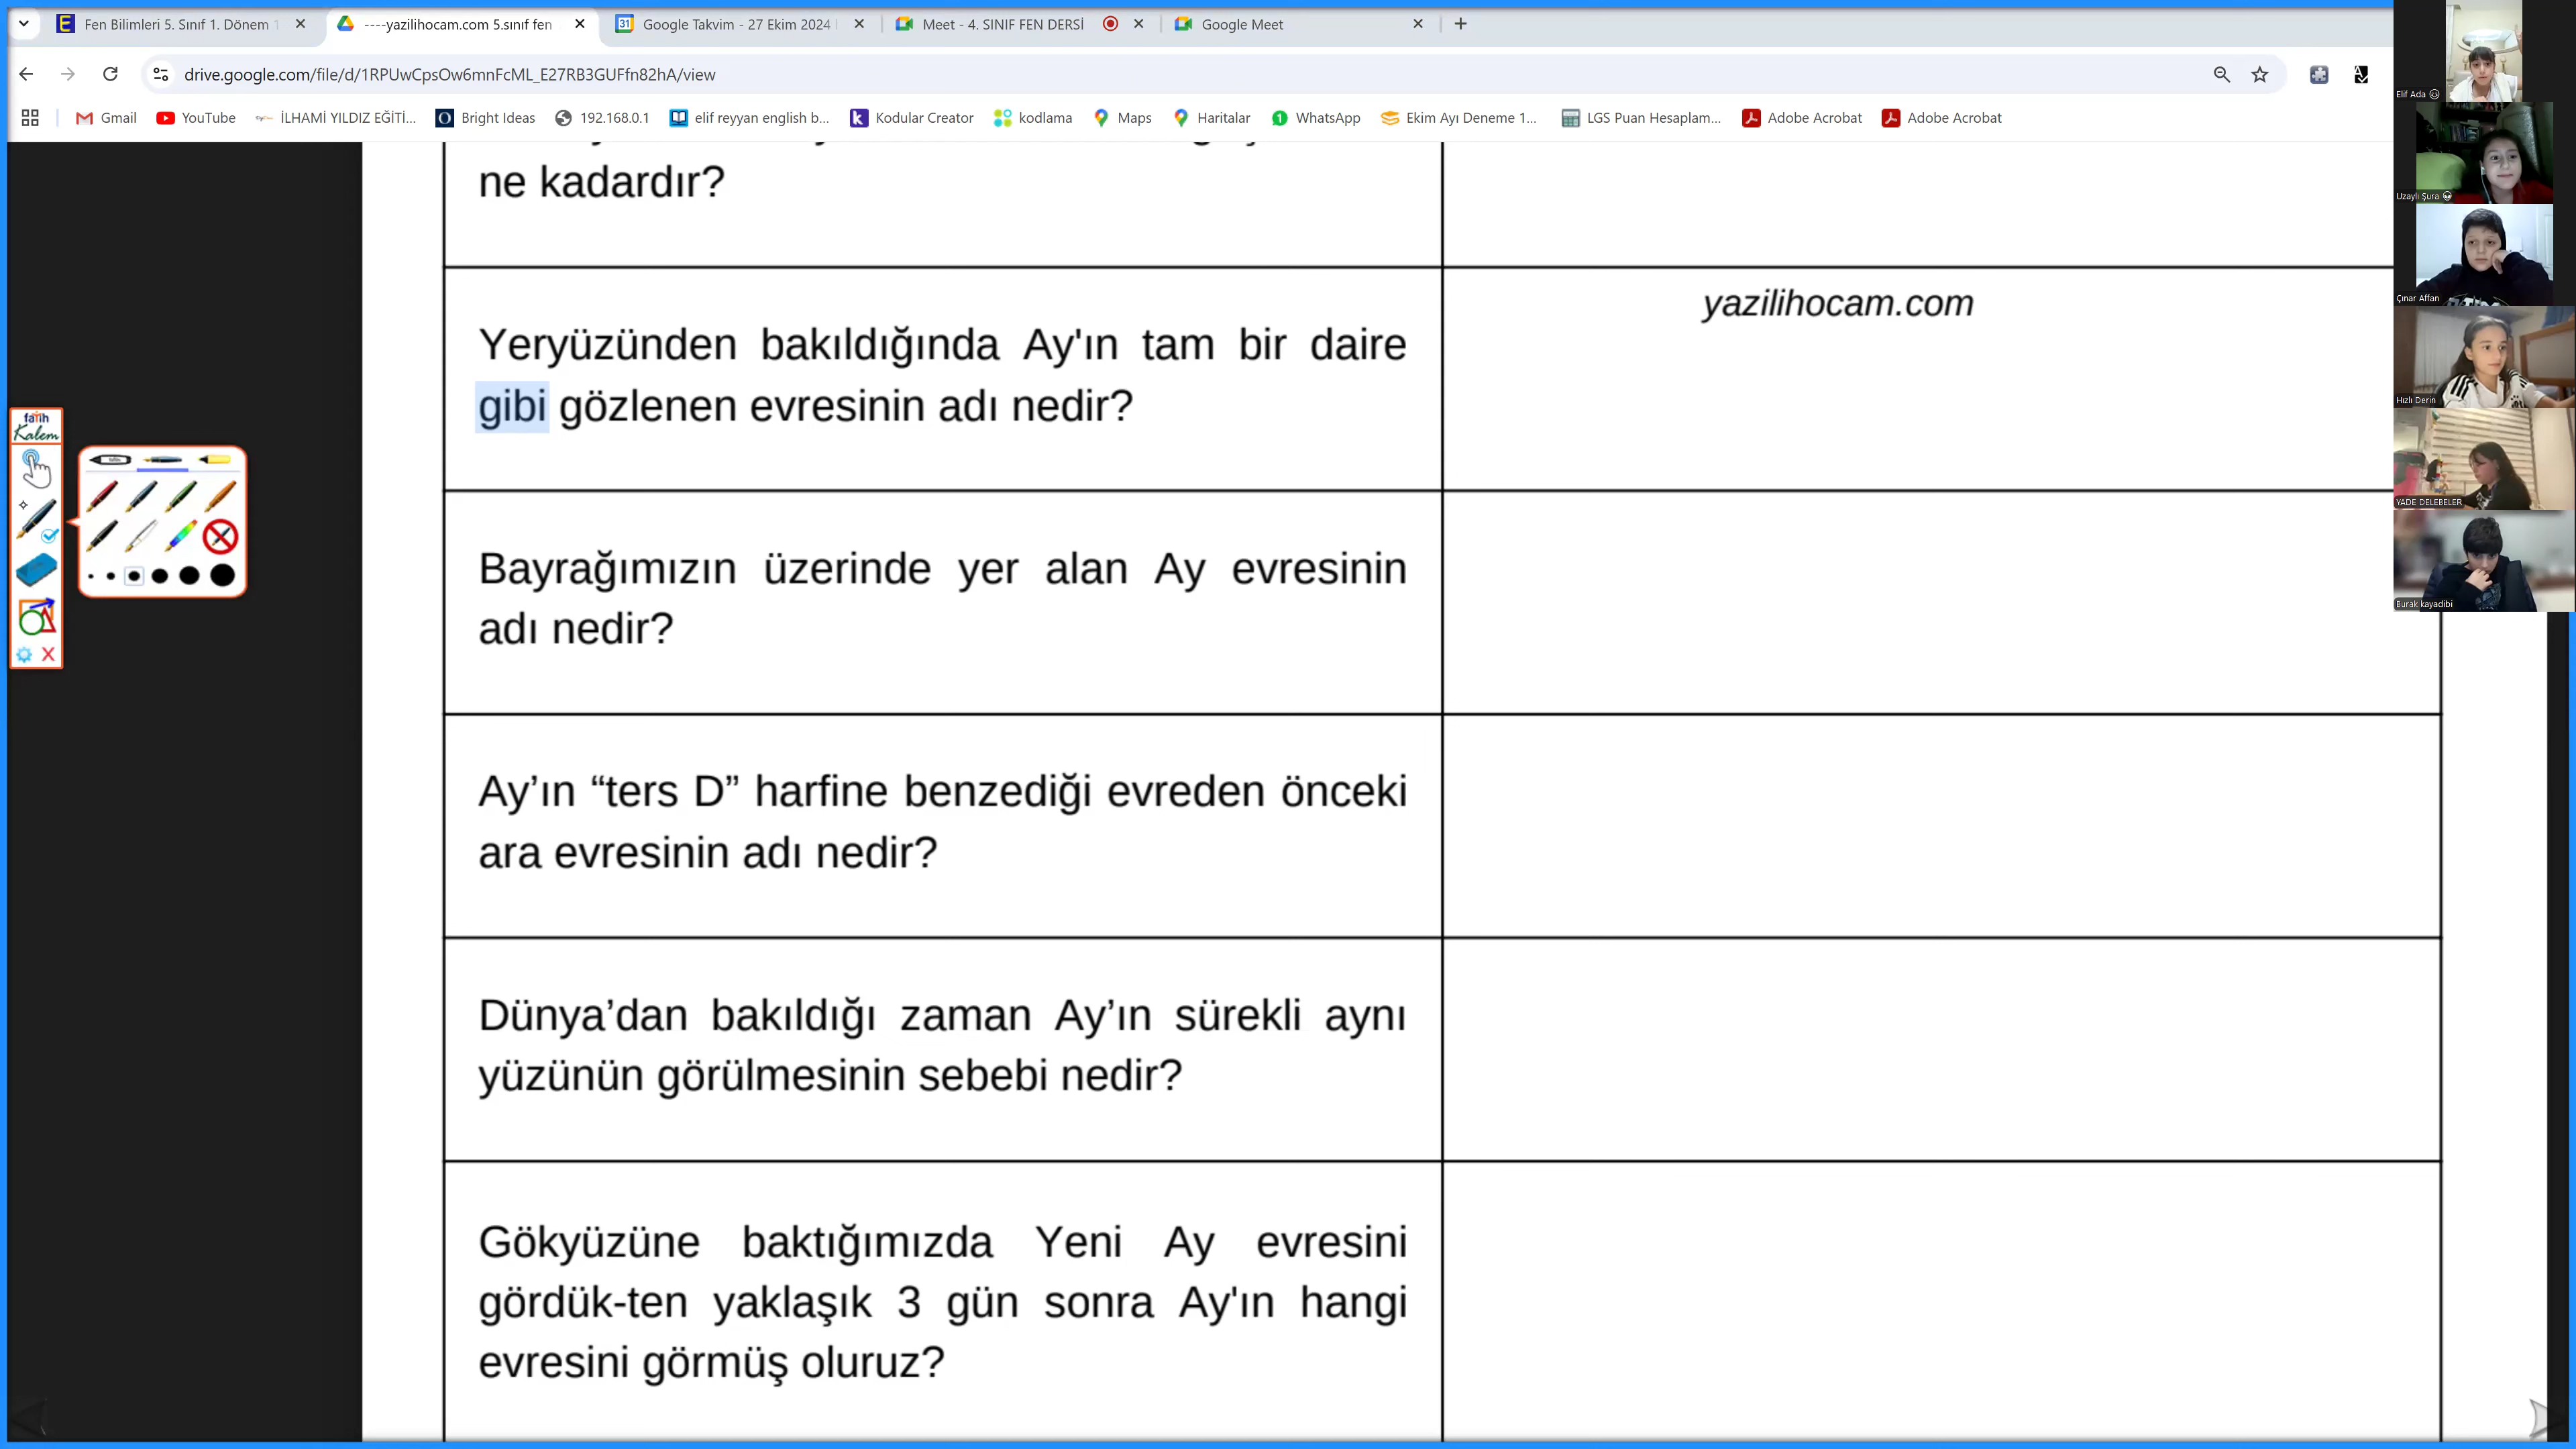 Fen Bilimleri 5. Sınıf 1. Dönem
----yazilihocam.com 5.sınıf fen
Google Takvim - 27 Ekim 2024
Meet - 4. SINIF FEN DERSİ
Google Meet
drive.google.com/file/d/1RPUwCpsOw6mnFcML_E27RB3GUFfn82hA/view
Gmail
YouTube
İLHAMİ YILDIZ EĞİTİ...
Bright Ideas
192.168.0.1
elif reyyan english b...
Kodular Creator
kodlama
Maps
Haritalar
WhatsApp
Ekim Ayı Deneme 1...
LGS Puan Hesaplam...
Adobe Acrobat
Adobe Acrobat
ne kadardır?
Yeryüzünden bakıldığında Ay'ın tam bir daire
gibi gözlenen evresinin adı nedir?
yazilihocam.com
Bayrağımızın üzerinde yer alan Ay evresinin
adı nedir?
Ay’ın “ters D” harfine benzediği evreden önceki
ara evresinin adı nedir?
Dünya’dan bakıldığı zaman Ay’ın sürekli aynı
yüzünün görülmesinin sebebi nedir?
Gökyüzüne baktığımızda Yeni Ay evresini
gördük-ten yaklaşık 3 gün sonra Ay'ın hangi
evresini görmüş oluruz?
fatih
Kalem
Elif Ada
Uzaylı Şura
Çınar Affan
Hızlı Derin
YADE DELEBELER
Burak kayadibi